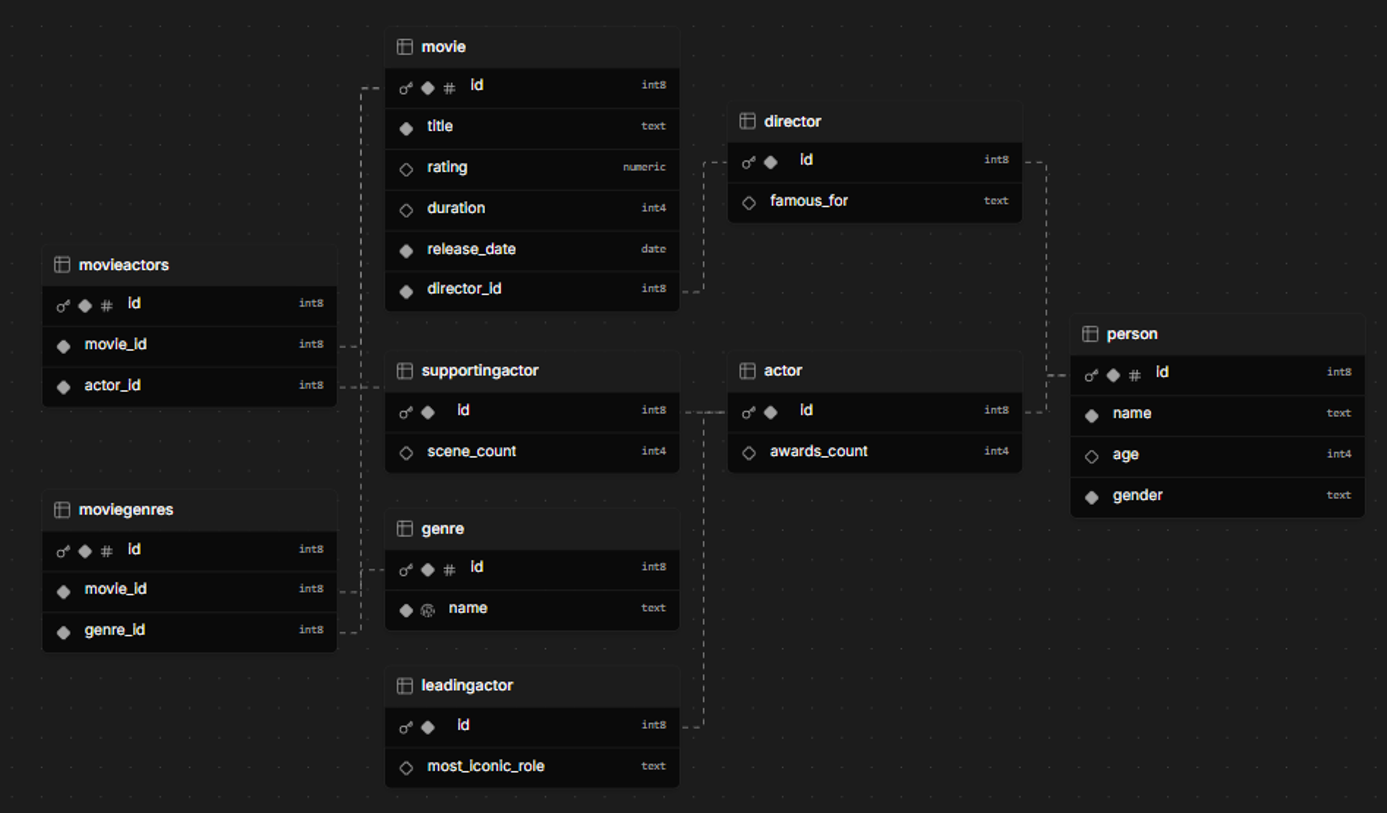 movie
# id int8
title text
rating numeric
duration int4
release_date date
director_id int8
director
id int8
famous_for text
movieactors
# id int8
movie_id int8
actor_id int8
supportingactor
id int8
scene_count int4
actor
id int8
awards_count int4
person
# id int8
name text
age int4
gender text
moviegenres
# id int8
movie_id int8
genre_id int8
genre
# id int8
name text
leadingactor
id int8
most_iconic_role text